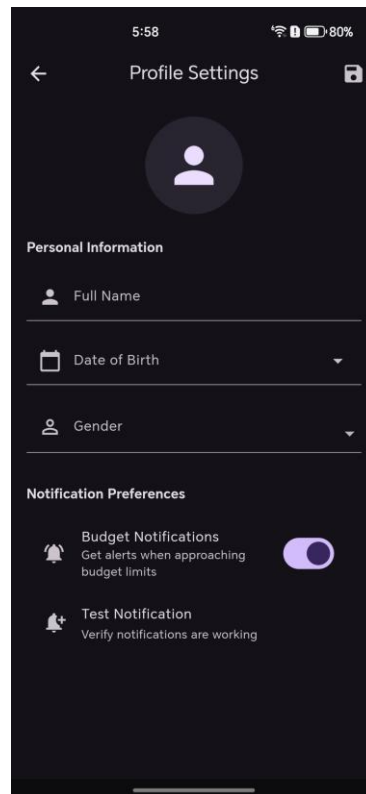 5:58
80%
Profile Settings
Personal Information
Full Name
Date of Birth
Gender
Notification Preferences
Budget Notifications
Get alerts when approaching
budget limits
Test Notification
Verify notifications are working